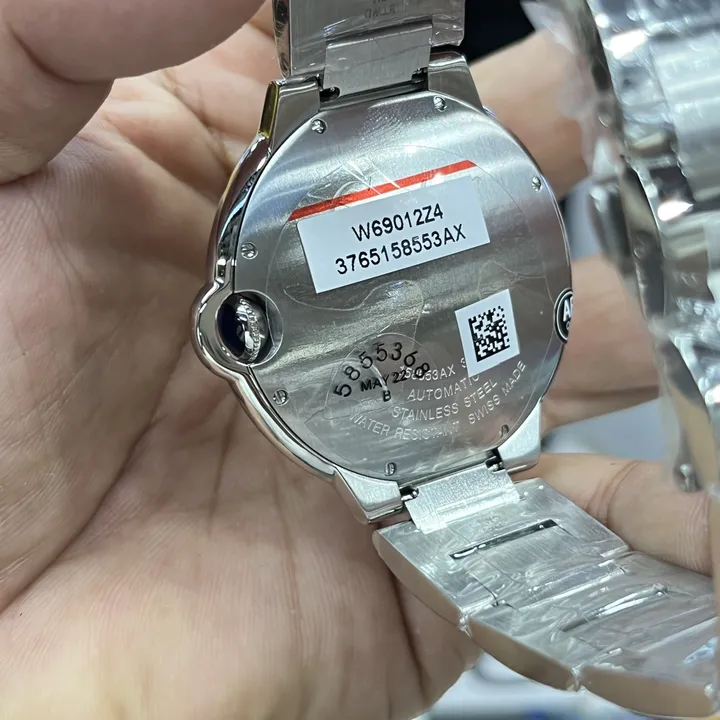 W69012Z4
3765158553AX
585536
MAY 22
B
AUTOMATIC
STAINLESS STEEL
WATER RESISTANT SWISS MADE